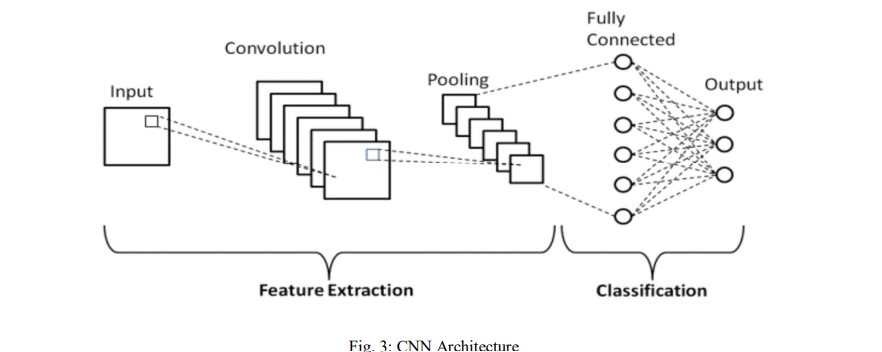 Fully
Connected
Convolution
Pooling
Input
Output
Feature Extraction
Classification
Fig. 3: CNN Architecture